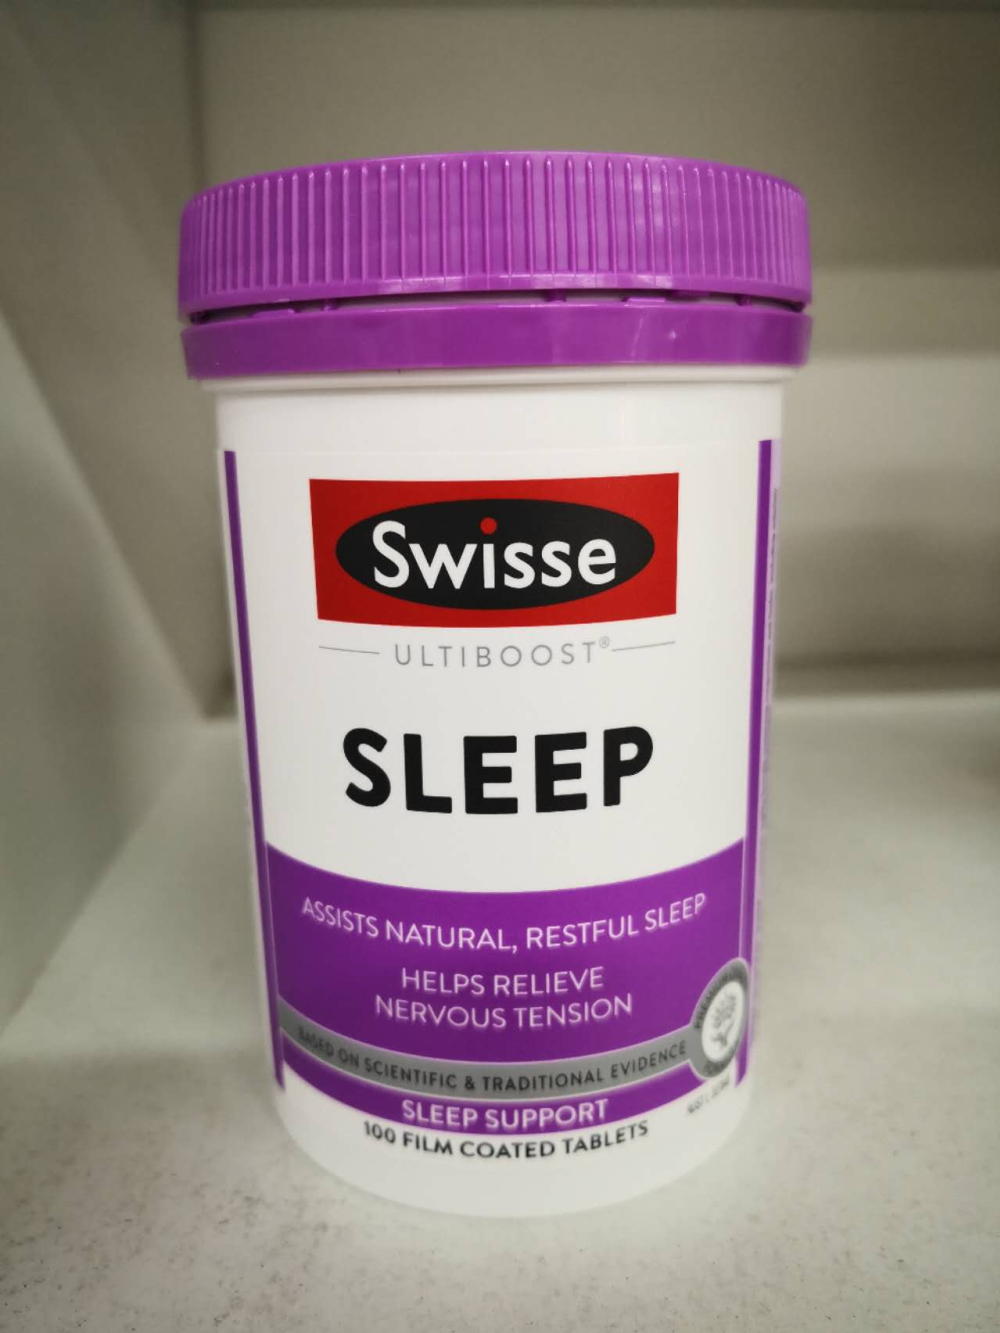 Swisse
ULTIBOOST®
SLEEP
ASSISTS NATURAL, RESTFUL SLEEP
HELPS RELIEVE
NERVOUS TENSION
BASED ON SCIENTIFIC & TRADITIONAL EVIDENCE
SLEEP SUPPORT
100 FILM COATED TABLETS